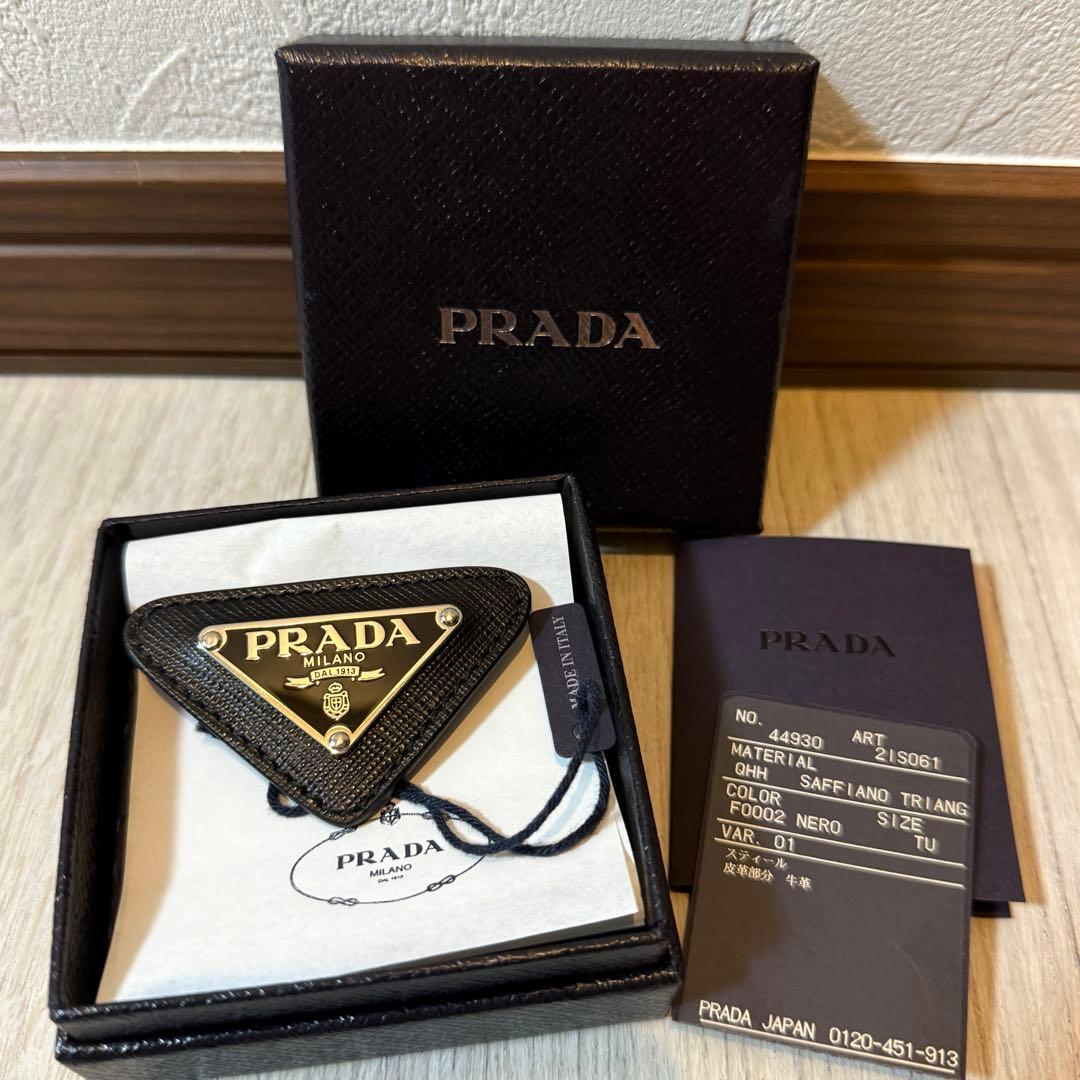 PRADA
PRADA
MILANO
DAL 1913
MADE IN ITALY
PRADA
MILANO
DAL 1913
PRADA
NO. 44930 ART 2IS061
MATERIAL
QHH SAFFIANO TRIANG
COLOR SIZE
F0002 NERO TU
VAR. 01
スティール
皮革部分 牛革
PRADA JAPAN 0120-451-913